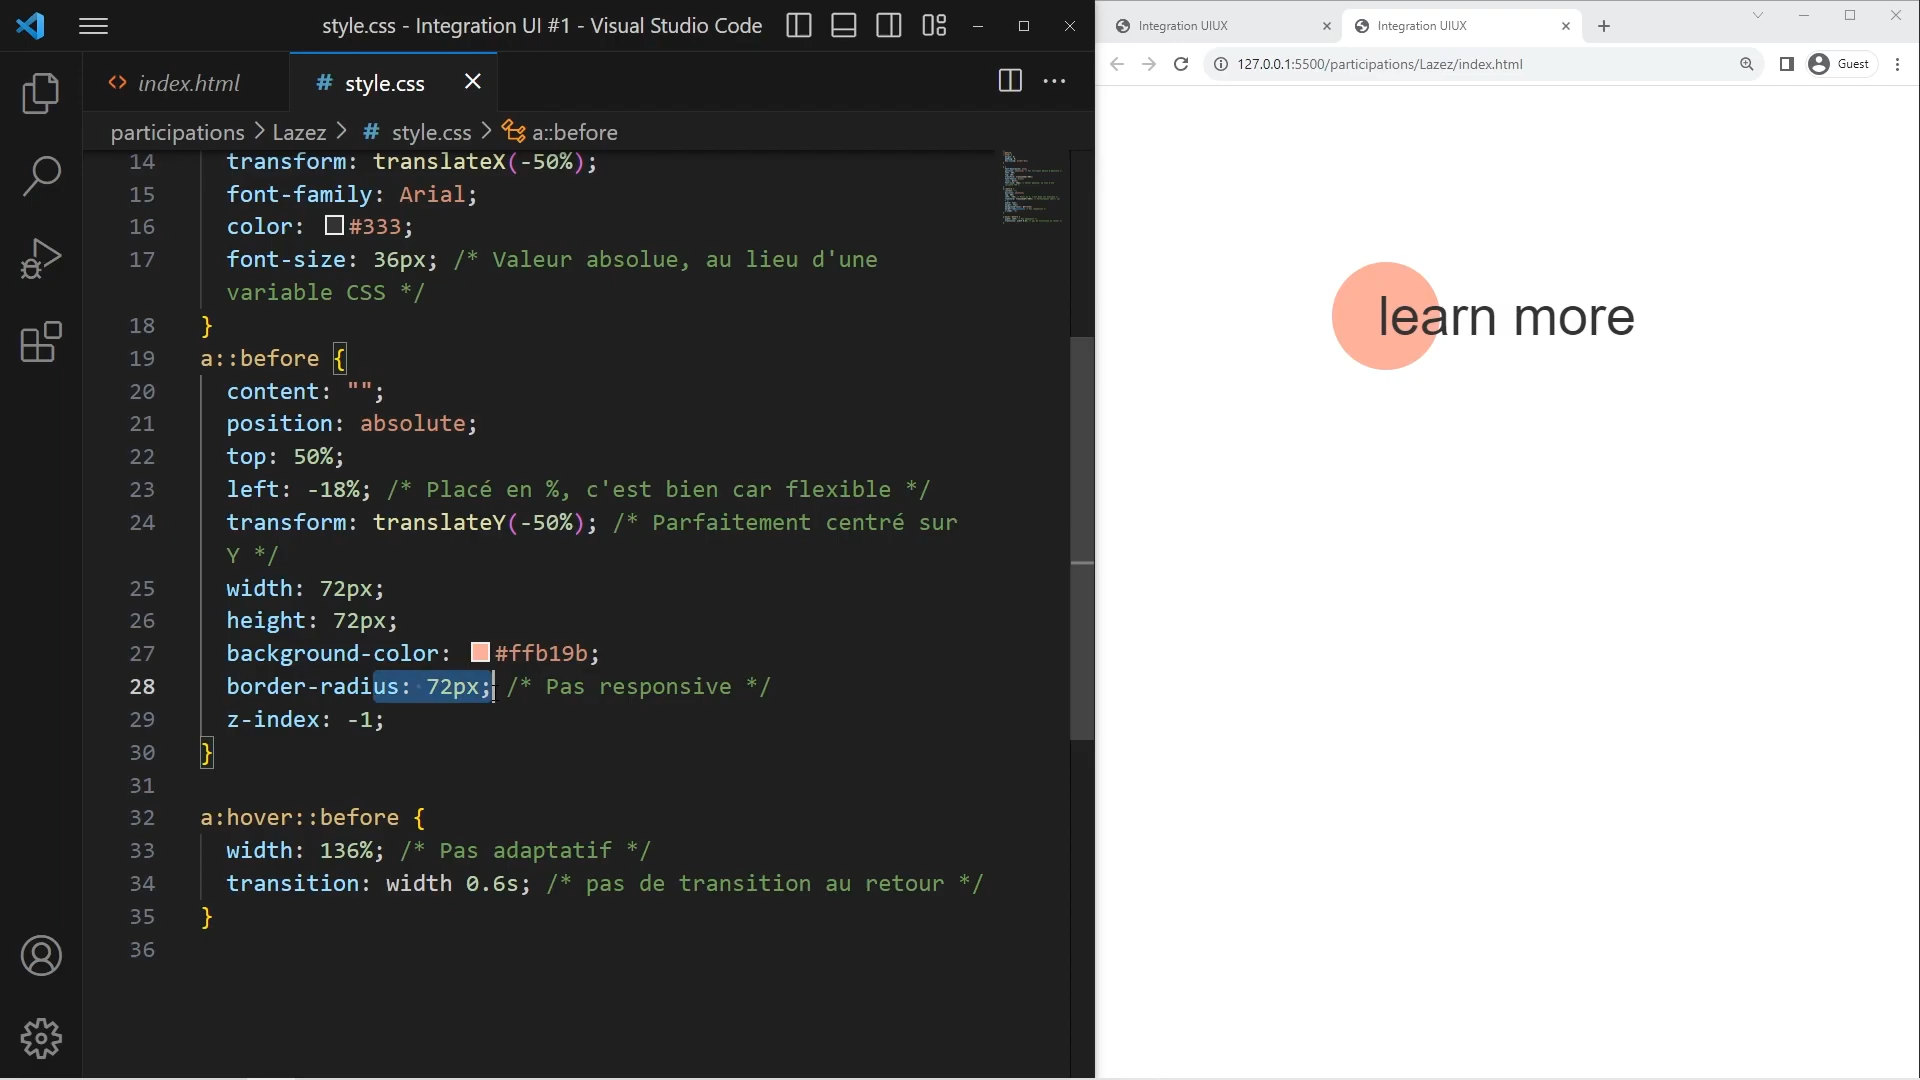 style.css - Integration UI #1 - Visual Studio Code
index.html
style.css
participations > Lazez > # style.css > a::before
14 transform: translateX(-50%);
15 font-family: Arial;
16 color: #333;
17 font-size: 36px; /* Valeur absolue, au lieu d'une
variable CSS */
18 }
19 a::before {
20 content: "";
21 position: absolute;
22 top: 50%;
23 left: -18%; /* Placé en %, c'est bien car flexible */
24 transform: translateY(-50%); /* Parfaitement centré sur
Y */
25 width: 72px;
26 height: 72px;
27 background-color: #ffb19b;
28 border-radius: 72px; /* Pas responsive */
29 z-index: -1;
30 }
31
32 a:hover::before {
33 width: 136%; /* Pas adaptatif */
34 transition: width 0.6s; /* pas de transition au retour */
35 }
36
Integration UIUX
Integration UIUX
127.0.0.1:5500/participations/Lazez/index.html
Guest
learn more